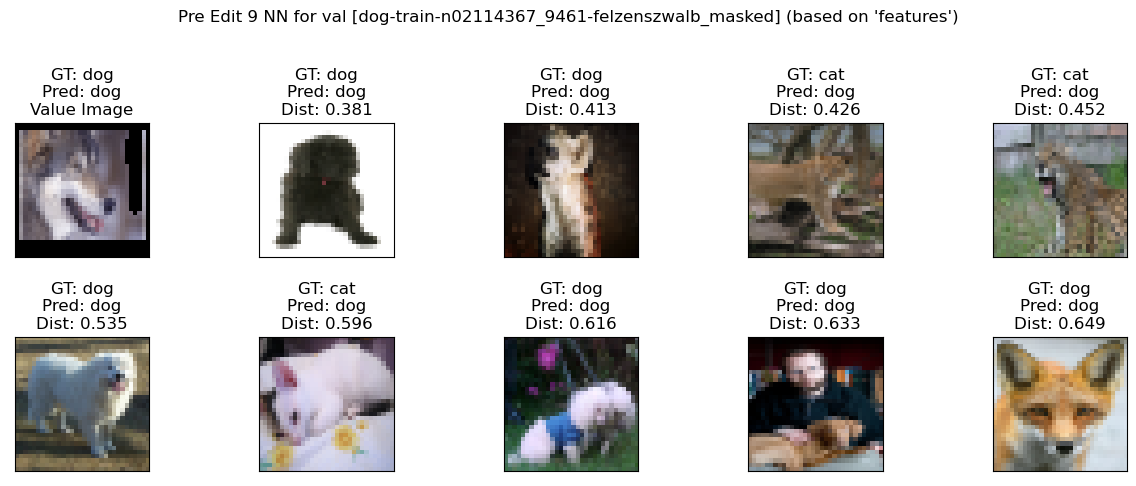 Pre Edit 9 NN for val [dog-train-n02114367_9461-felzenszwalb_masked] (based on 'features')
GT: dog
Pred: dog
Value Image
GT: dog
Pred: dog
Dist: 0.381
GT: dog
Pred: dog
Dist: 0.413
GT: cat
Pred: dog
Dist: 0.426
GT: cat
Pred: dog
Dist: 0.452
GT: dog
Pred: dog
Dist: 0.535
GT: cat
Pred: dog
Dist: 0.596
GT: dog
Pred: dog
Dist: 0.616
GT: dog
Pred: dog
Dist: 0.633
GT: dog
Pred: dog
Dist: 0.649